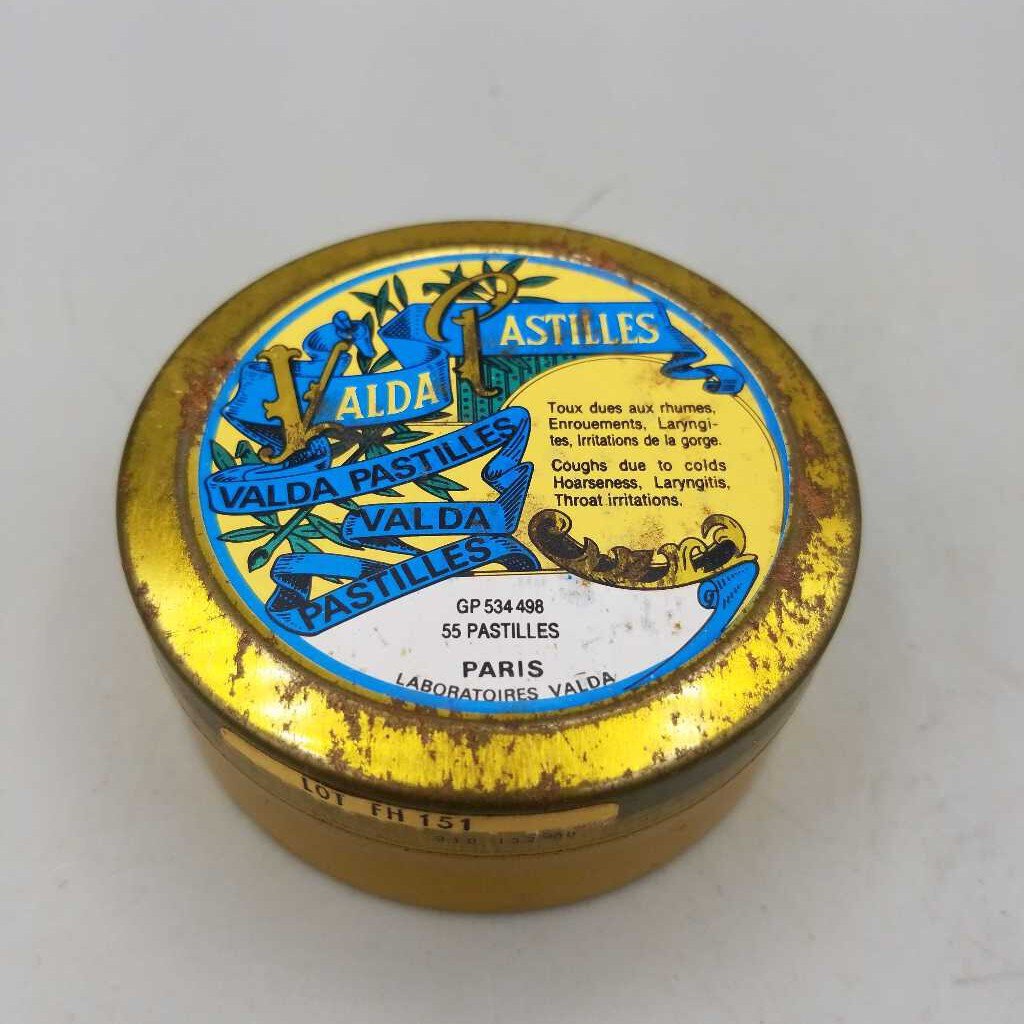 VALDA PASTILLES
VALDA PASTILLES
VALDA
PASTILLES
Toux dues aux rhumes,
Enrouements, Laryngi-
tes, Irritations de la gorge.
Coughs due to colds
Hoarseness, Laryngitis,
Throat irritations.
GP 534 498
55 PASTILLES
PARIS
LABORATOIRES VALDA
LOT FH 151